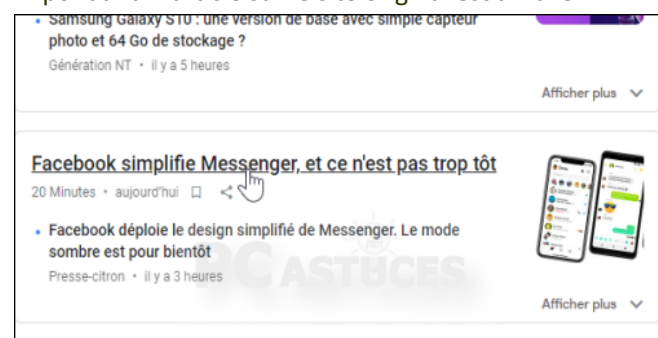 Samsung Galaxy S10 : une version de base avec simple capteur
photo et 64 Go de stockage ?
Génération NT • il y a 5 heures
Afficher plus
Facebook simplifie Messenger, et ce n'est pas trop tôt
20 Minutes • aujourd'hui
• Facebook déploie le design simplifié de Messenger. Le mode
sombre est pour bientôt
Presse-citron • il y a 3 heures
PC ASTUCES
Afficher plus